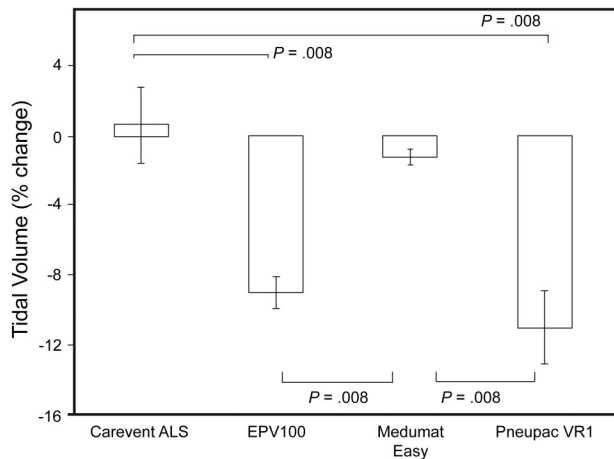 P = .008
P = .008
Tidal Volume (% change)
4
0
-4
-8
-12
-16
P = .008
P = .008
Carevent ALS
EPV100
Medumat
Easy
Pneupac VR1